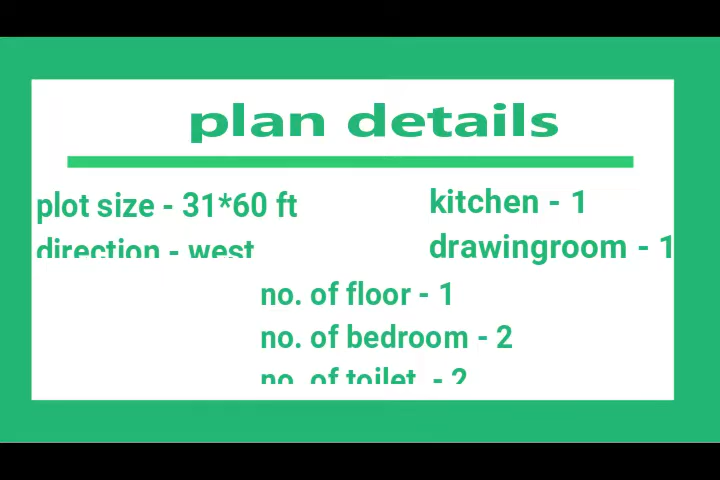 plan details
plot size - 31*60 ft
direction - west
kitchen - 1
drawingroom - 1
no. of floor - 1
no. of bedroom - 2
no. of toilet - 2